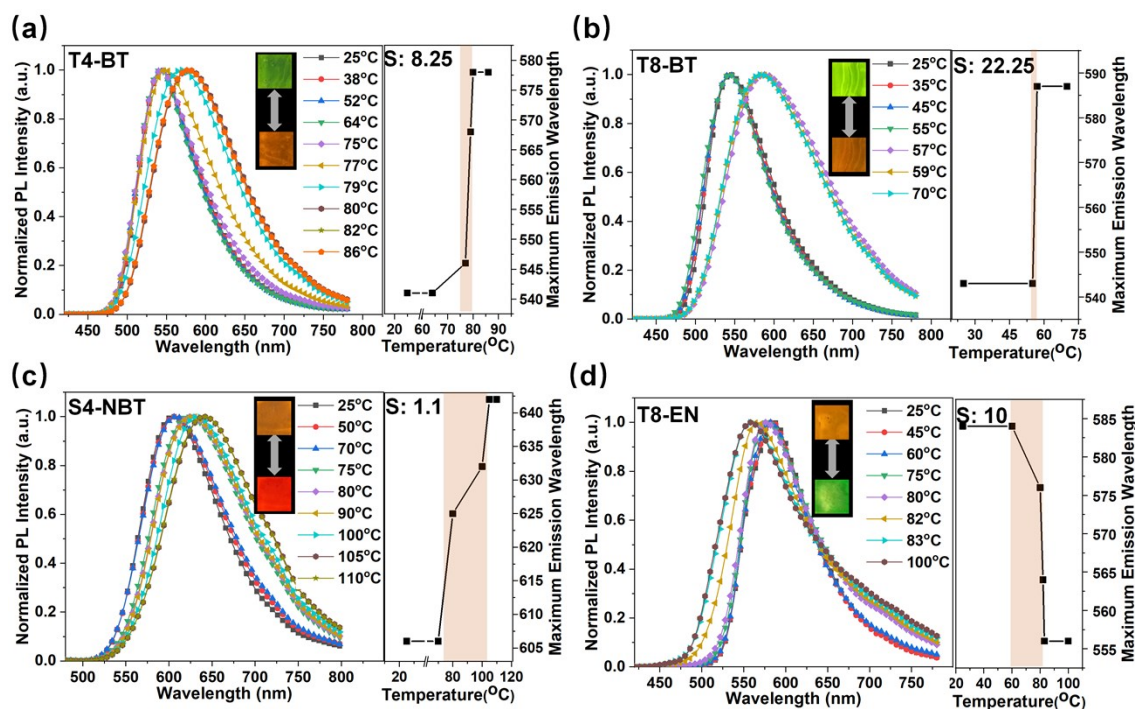 (a)
T4-BT
25°C
38°C
52°C
64°C
75°C
77°C
79°C
80°C
82°C
86°C
Normalized PL Intensity (a.u.)
1.0
0.8
0.6
0.4
0.2
0.0
450 500 550 600 650 700 750
Wavelength (nm)
S: 8.25
580
575
570
565
560
555
550
545
540
Maximum Emission Wavelength
20 60 70 80 90
Temperature(°C)
(b)
T8-BT
25°C
35°C
45°C
55°C
57°C
59°C
70°C
Normalized PL Intensity (a.u.)
1.0
0.8
0.6
0.4
0.2
0.0
450 500 550 600 650 700 750
Wavelength (nm)
S: 22.25
590
580
570
560
550
540
Maximum Emission Wavelength
30 45 60 75
Temperature(°C)
(c)
S4-NBT
25°C
50°C
70°C
75°C
80°C
90°C
100°C
105°C
110°C
Normalized PL Intensity (a.u.)
1.0
0.8
0.6
0.4
0.2
0.0
500 550 600 650 700 750 800
Wavelength (nm)
S: 1.1
640
635
630
625
620
615
610
605
Maximum Emission Wavelength
20 60 80 100 120
Temperature(°C)
(d)
T8-EN
25°C
45°C
60°C
75°C
80°C
82°C
83°C
100°C
Normalized PL Intensity (a.u.)
1.0
0.8
0.6
0.4
0.2
0.0
450 500 550 600 650 700 750
Wavelength (nm)
S: 10
585
580
575
570
565
560
555
Maximum Emission Wavelength
20 40 60 80 100
Temperature(°C)